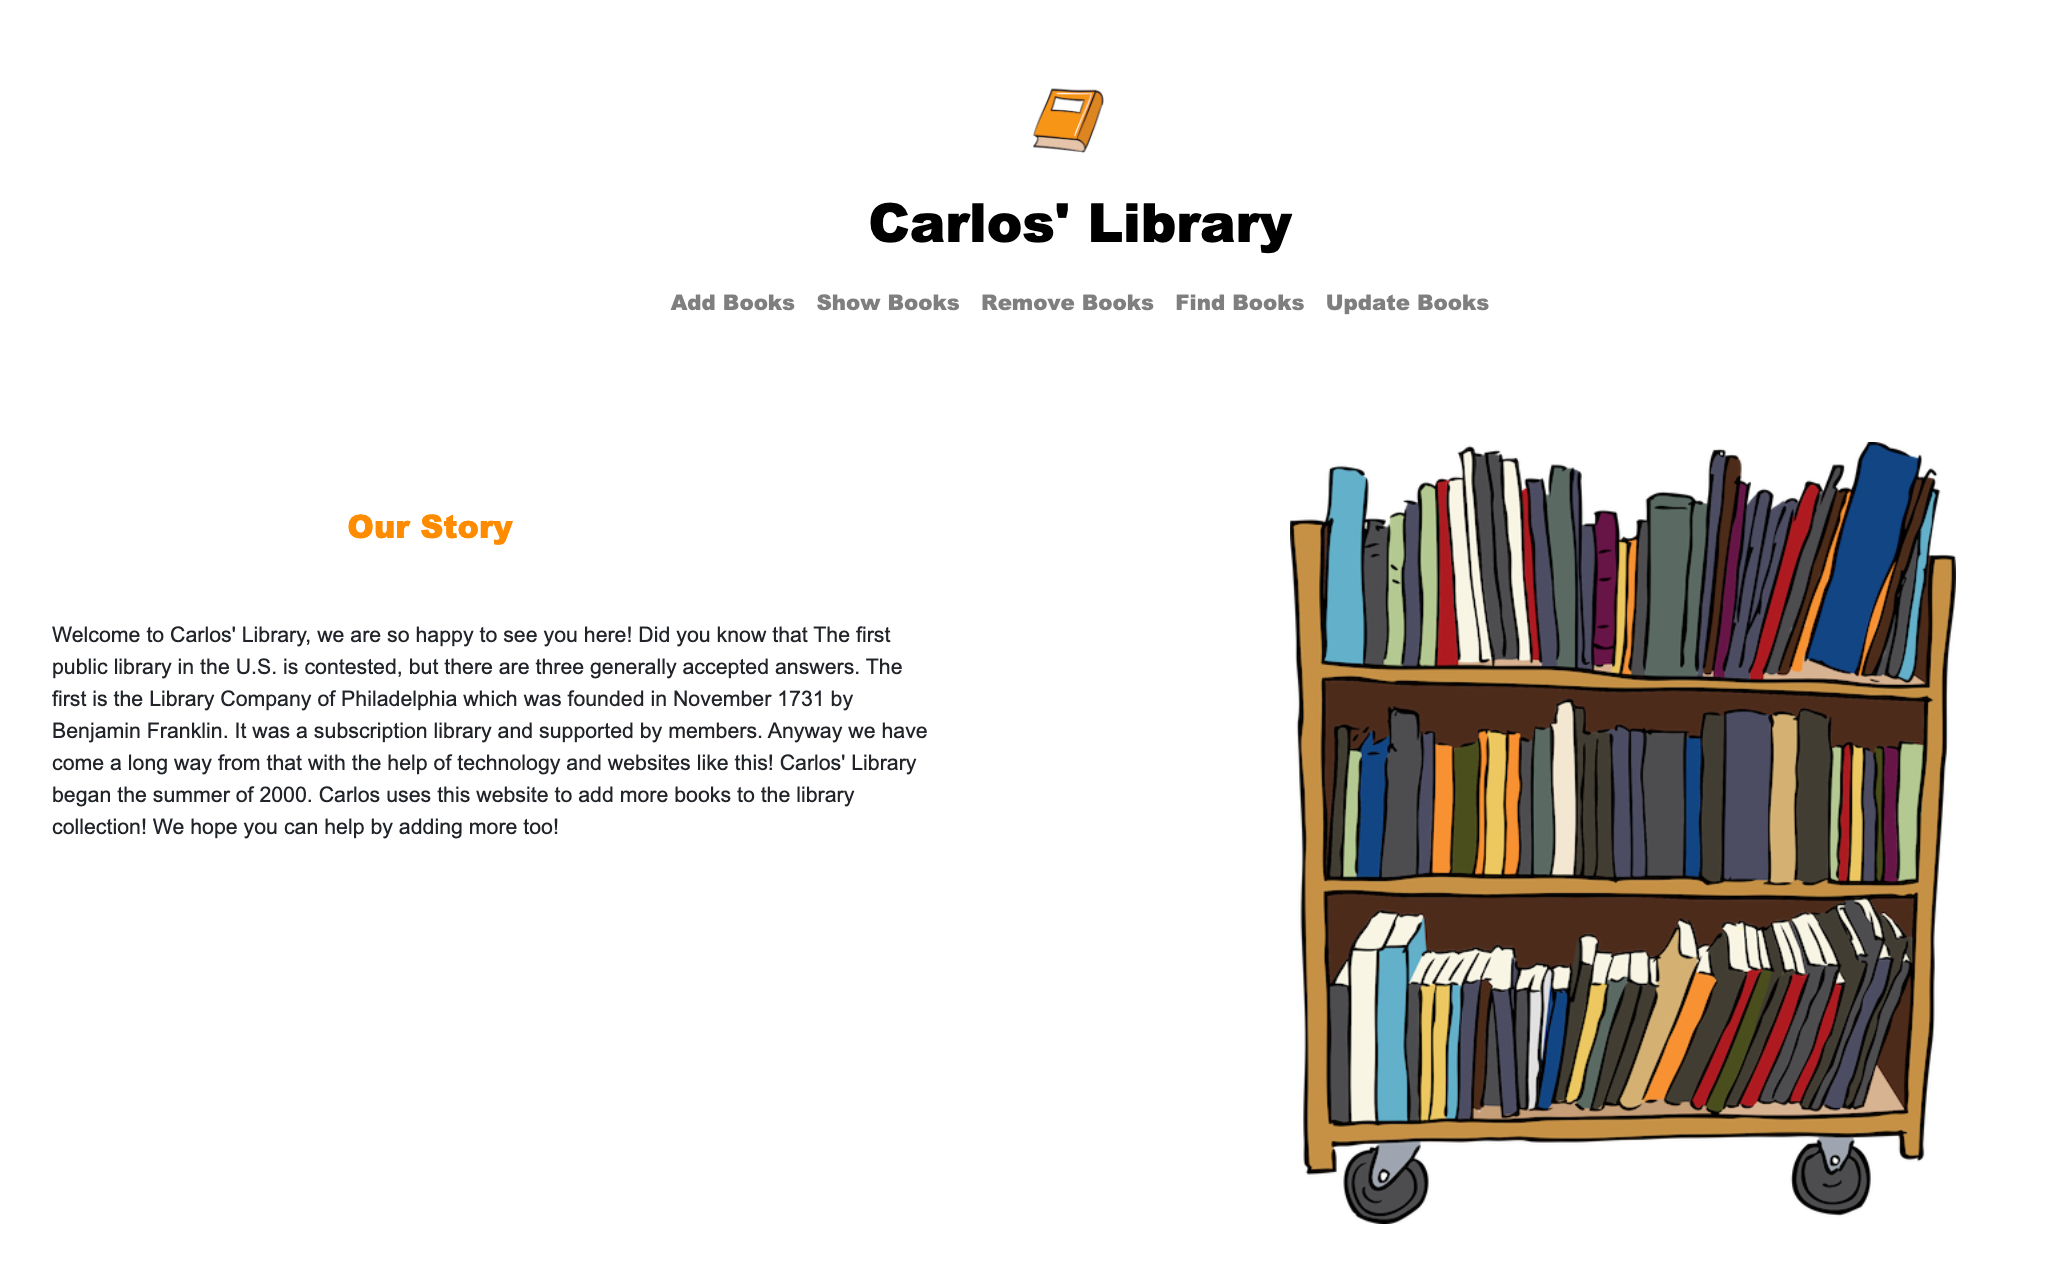 Carlos' Library
Add Books Show Books Remove Books Find Books Update Books
Our Story
Welcome to Carlos' Library, we are so happy to see you here! Did you know that The first
public library in the U.S. is contested, but there are three generally accepted answers. The
first is the Library Company of Philadelphia which was founded in November 1731 by
Benjamin Franklin. It was a subscription library and supported by members. Anyway we have
come a long way from that with the help of technology and websites like this! Carlos' Library
began the summer of 2000. Carlos uses this website to add more books to the library
collection! We hope you can help by adding more too!